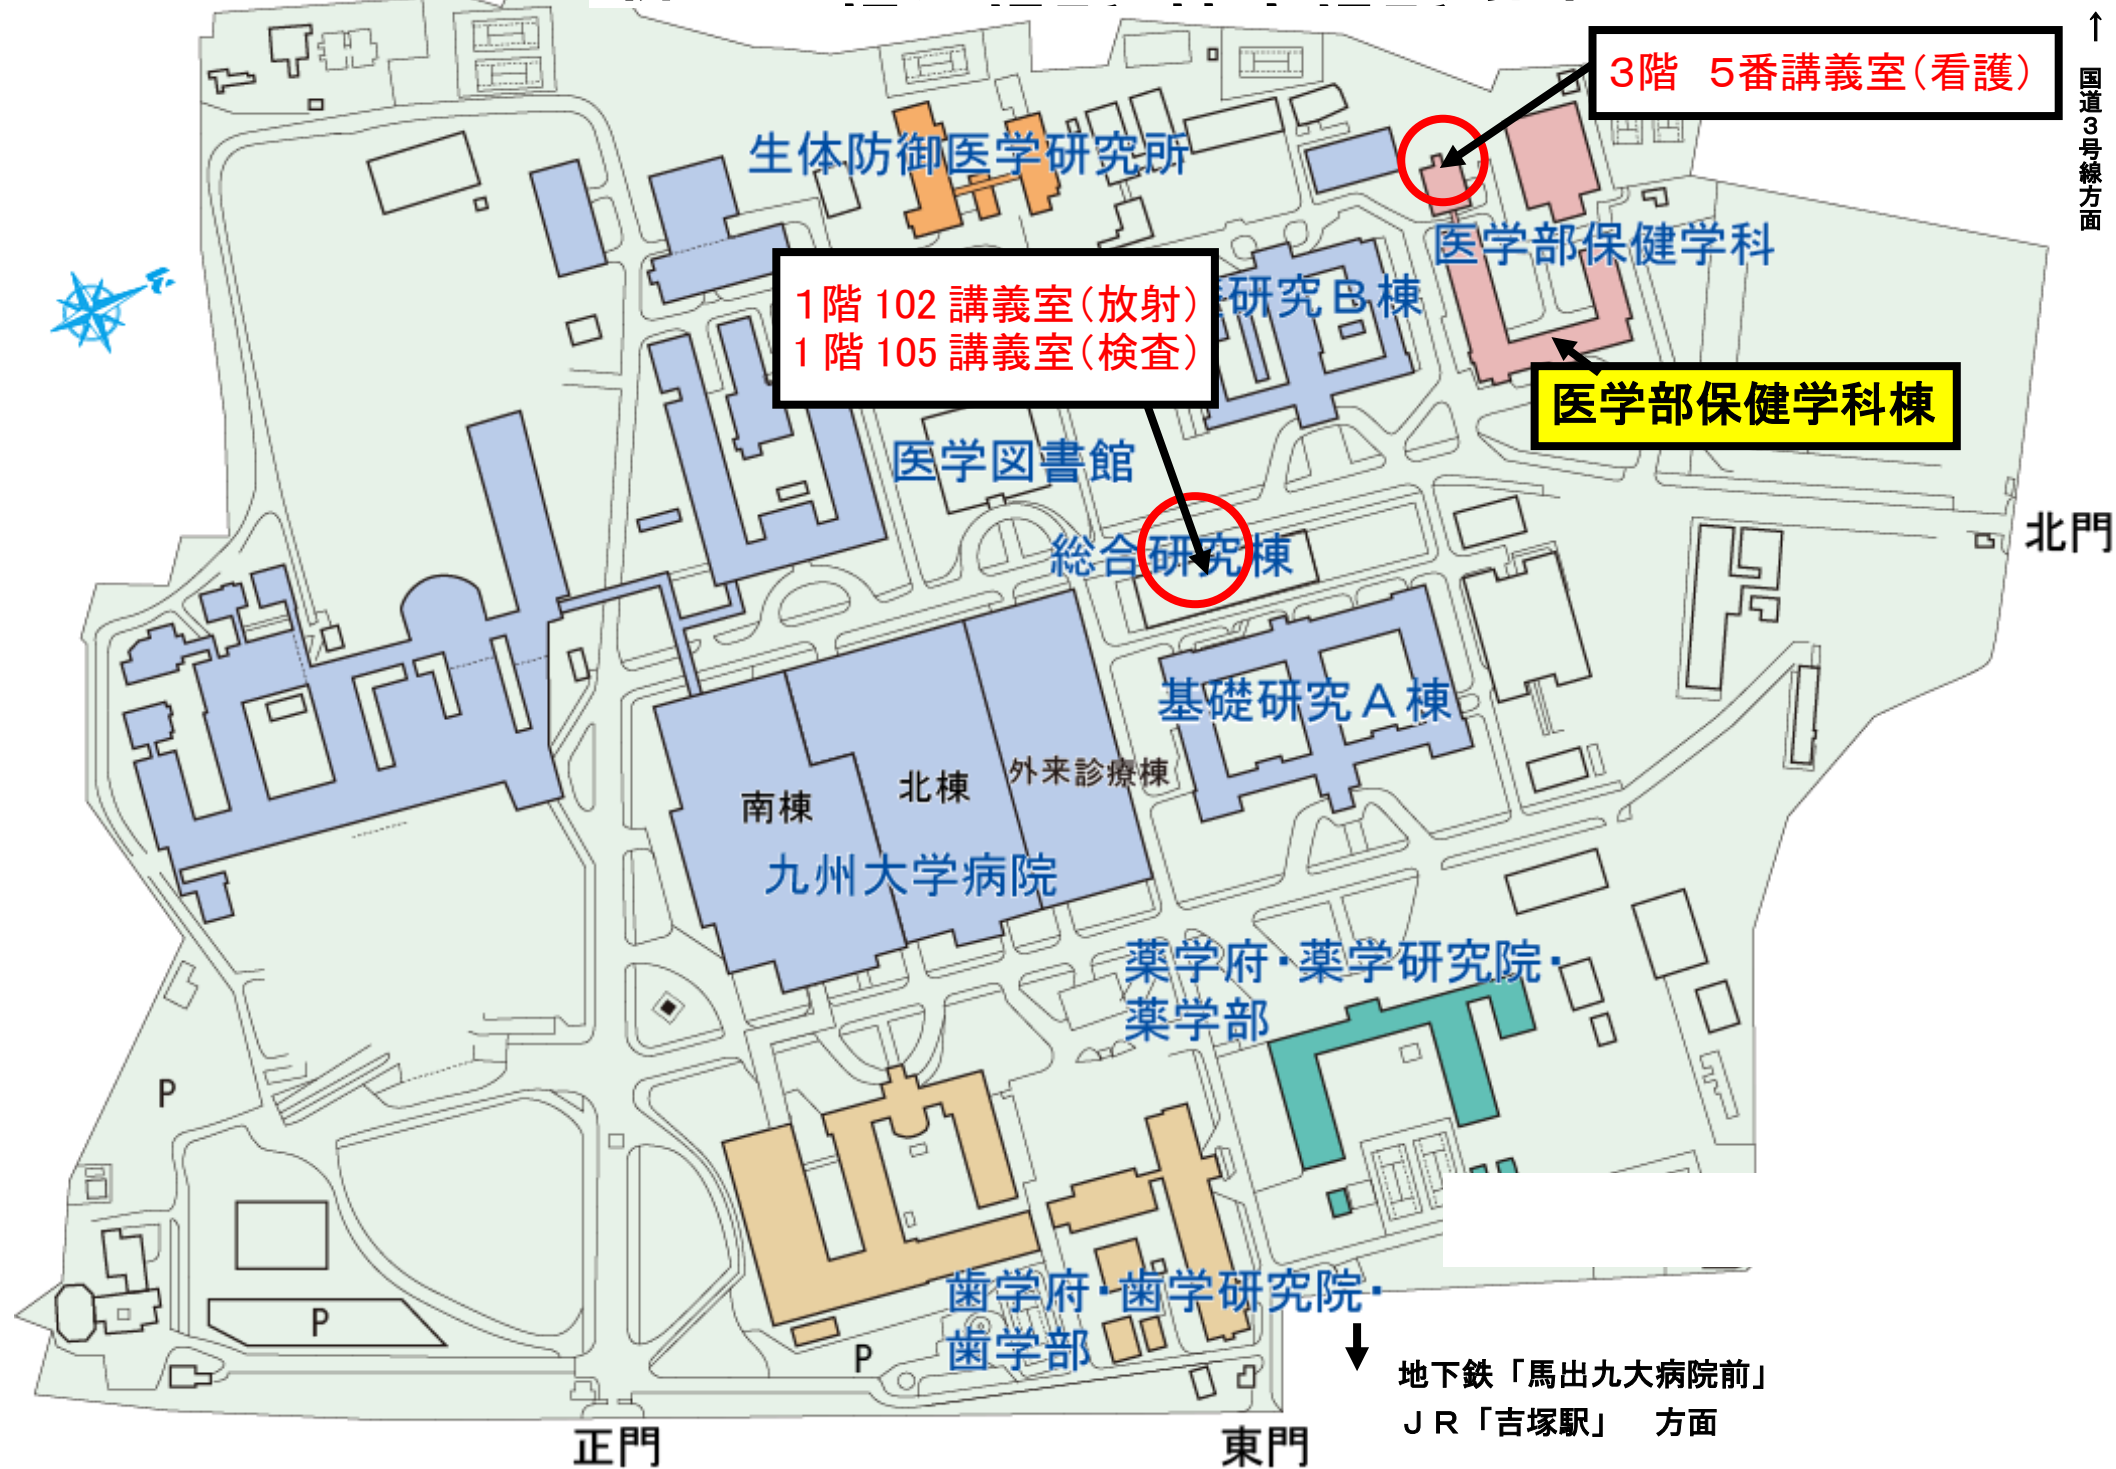 3階　5番講義室(看護)
↑ 国道3号線方面
生体防御医学研究所
医学部保健学科
1階 102 講義室(放射)
1階 105 講義室(検査)
研究B棟
医学部保健学科棟
医学図書館
総合研究棟
北門
基礎研究A棟
外来診療棟
北棟
南棟
九州大学病院
薬学府・薬学研究院・
薬学部
P
P
P
歯学府・歯学研究院・
歯学部
地下鉄「馬出九大病院前」
JR「吉塚駅」　方面
正門
東門